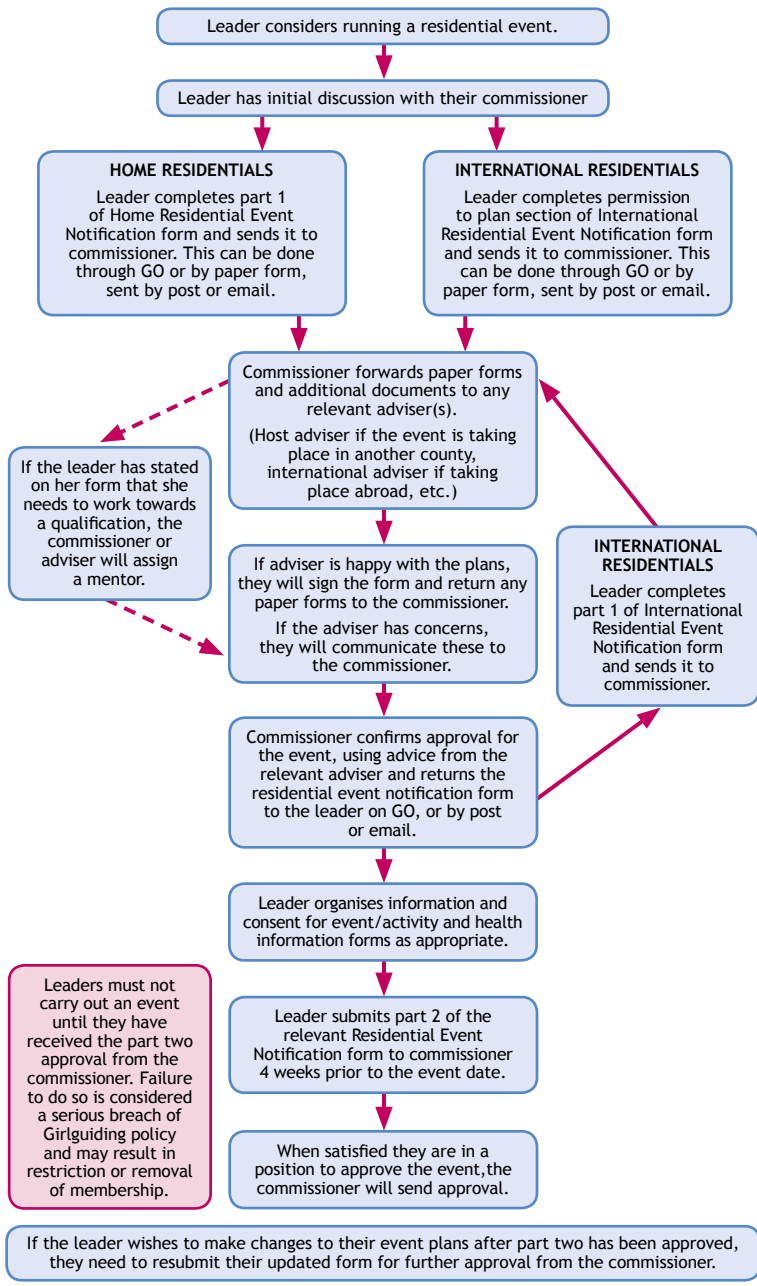 Leader considers running a residential event.
Leader has initial discussion with their commissioner
HOME RESIDENTIALS
Leader completes part 1
of Home Residential Event
Notification form and sends it to
commissioner. This can be done
through GO or by paper form,
sent by post or email.
INTERNATIONAL RESIDENTIALS
Leader completes permission
to plan section of International
Residential Event Notification form
and sends it to commissioner. This
can be done through GO or by
paper form, sent by post or email.
Commissioner forwards paper forms
and additional documents to any
relevant adviser(s).
(Host adviser if the event is taking
place in another county,
international adviser if taking
place abroad, etc.)
If the leader has stated
on her form that she
needs to work towards
a qualification, the
commissioner or
adviser will assign
a mentor.
If adviser is happy with the plans,
they will sign the form and return any
paper forms to the commissioner.
If the adviser has concerns,
they will communicate these to
the commissioner.
INTERNATIONAL
RESIDENTIALS
Leader completes
part 1 of International
Residential Event
Notification form
and sends it to
commissioner.
Commissioner confirms approval for
the event, using advice from the
relevant adviser and returns the
residential event notification form
to the leader on GO, or by post
or email.
Leader organises information and
consent for event/activity and health
information forms as appropriate.
Leaders must not
carry out an event
until they have
received the part two
approval from the
commissioner. Failure
to do so is considered
a serious breach of
Girlguiding policy
and may result in
restriction or removal
of membership.
Leader submits part 2 of the
relevant Residential Event
Notification form to commissioner
4 weeks prior to the event date.
When satisfied they are in a
position to approve the event,the
commissioner will send approval.
If the leader wishes to make changes to their event plans after part two has been approved,
they need to resubmit their updated form for further approval from the commissioner.